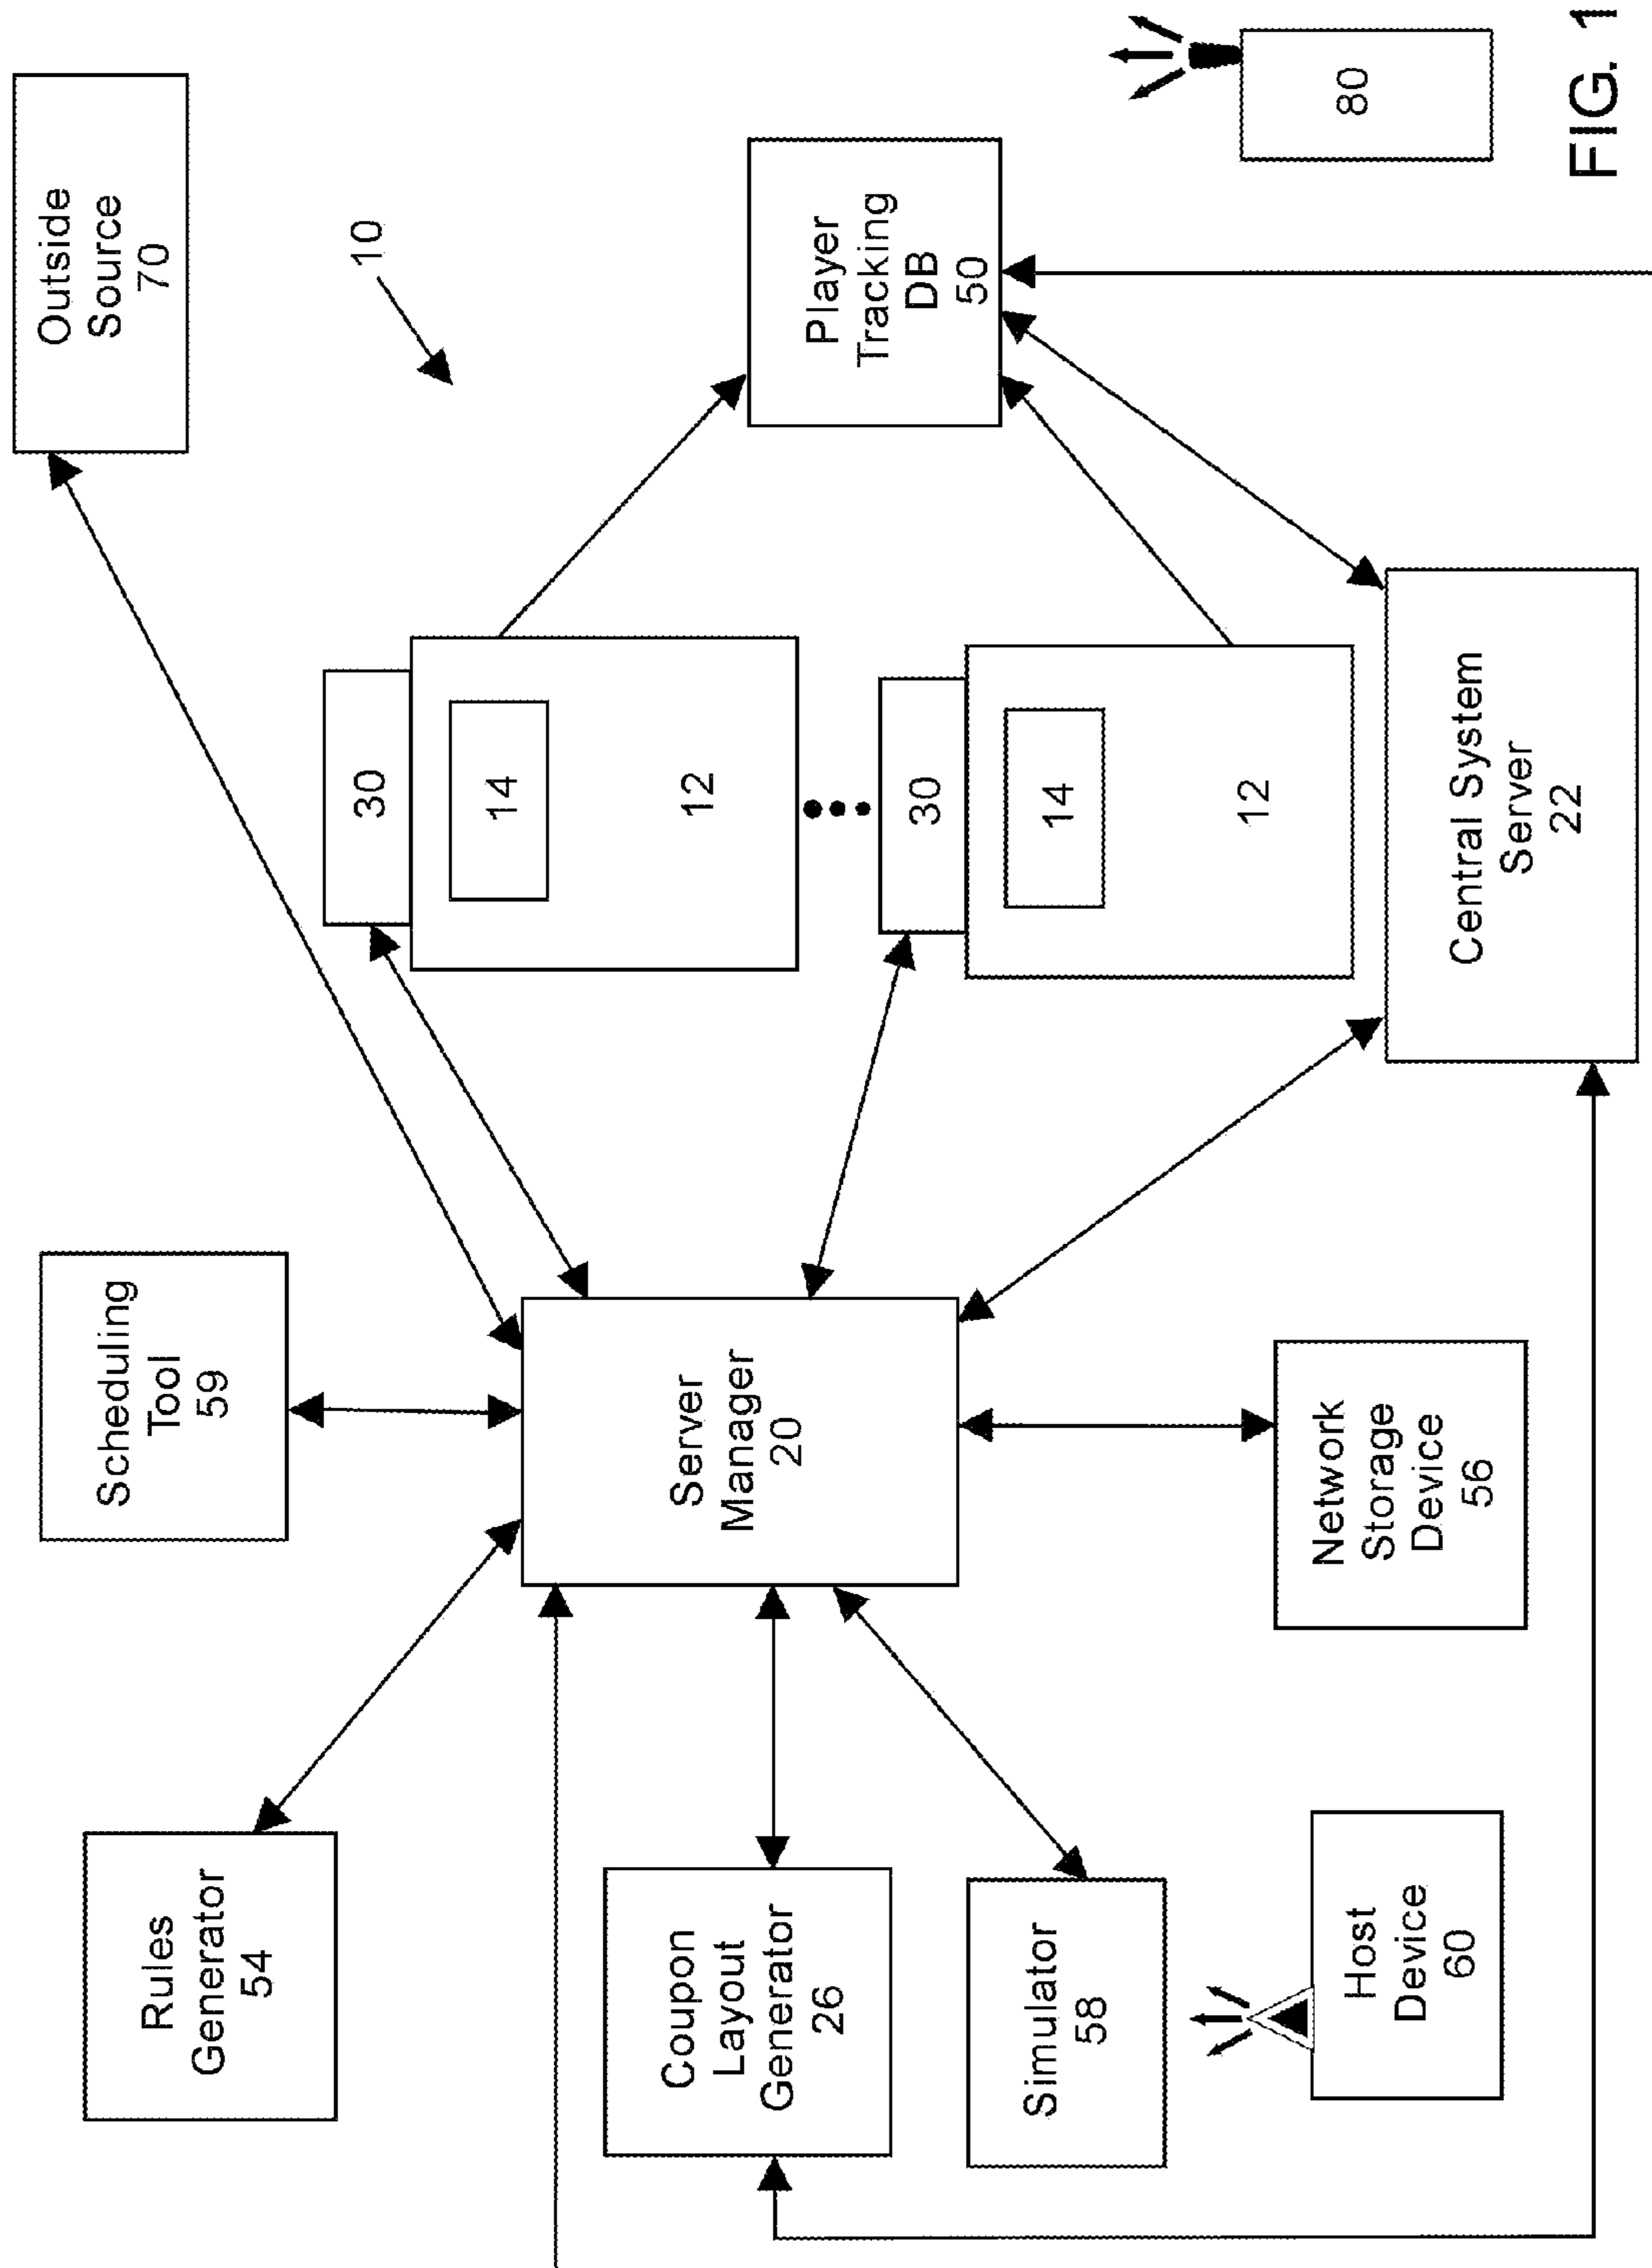 Rules
Generator
54
Scheduling
Tool
59
Outside
Source
70
10
Coupon
Layout
Generator
26
Server
Manager
20
30
14
12
30
14
12
Player
Tracking
DB
50
Simulator
58
Host
Device
60
Network
Storage
Device
56
Central System
Server
22
80
FIG. 1